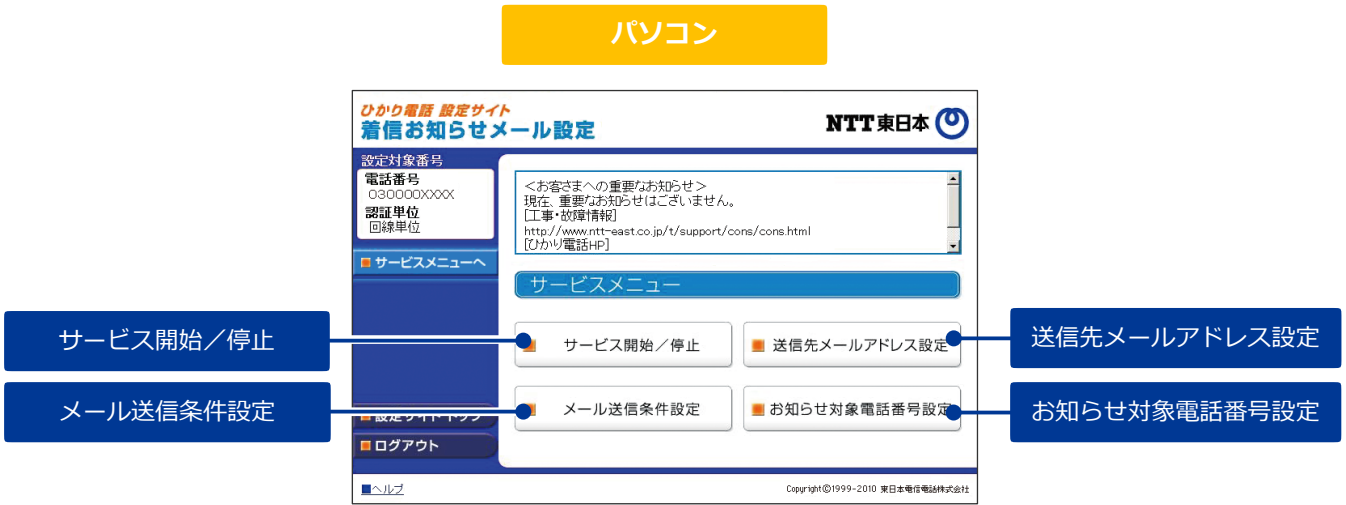 パソコン
ひかり電話 設定サイト
着信お知らせメール設定
NTT東日本
設定対象番号
電話番号
030000XXXX
認証単位
回線単位
サービスメニューへ
<お客さまへの重要なお知らせ>
現在、重要なお知らせはございません。
[工事・故障情報]
http://www.ntt-east.co.jp/t/support/cons/cons.html
[ひかり電話HP]
サービスメニュー
サービス開始/停止
サービス開始/停止
送信先メールアドレス設定
送信先メールアドレス設定
メール送信条件設定
メール送信条件設定
お知らせ対象電話番号設定
お知らせ対象電話番号設定
設定サイトトップ
ログアウト
ヘルプ
Copyright©1999-2010 東日本電信電話株式会社